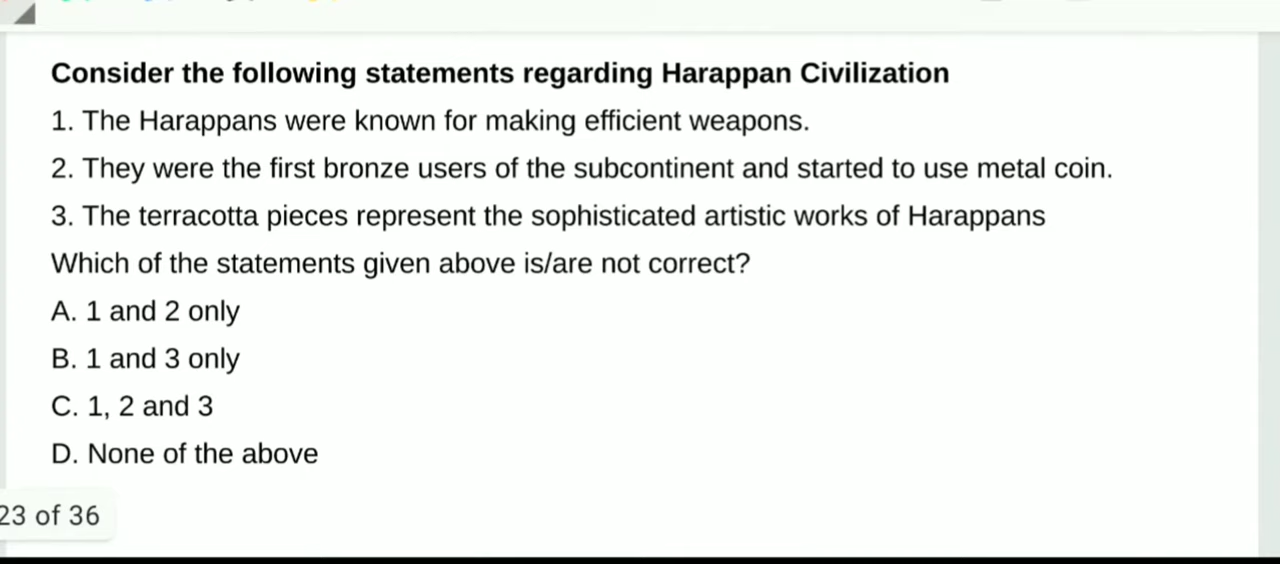 Consider the following statements regarding Harappan Civilization
1. The Harappans were known for making efficient weapons.
2. They were the first bronze users of the subcontinent and started to use metal coin.
3. The terracotta pieces represent the sophisticated artistic works of Harappans
Which of the statements given above is/are not correct?
A. 1 and 2 only
B. 1 and 3 only
C. 1, 2 and 3
D. None of the above
23 of 36